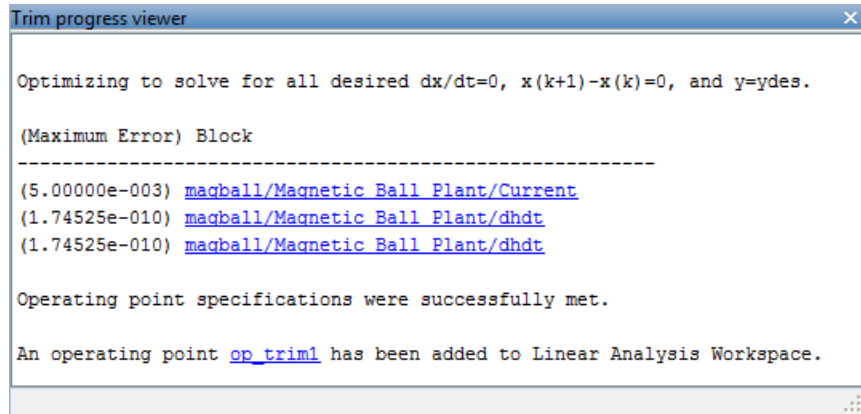 Trim progress viewer
Optimizing to solve for all desired dx/dt=0, x(k+1)-x(k)=0, and y=ydes.
(Maximum Error) Block
---------------------------------------------------------
(5.00000e-003) magball/Magnetic Ball Plant/Current
(1.74525e-010) magball/Magnetic Ball Plant/dhdt
(1.74525e-010) magball/Magnetic Ball Plant/dhdt
Operating point specifications were successfully met.
An operating point op_trim1 has been added to Linear Analysis Workspace.